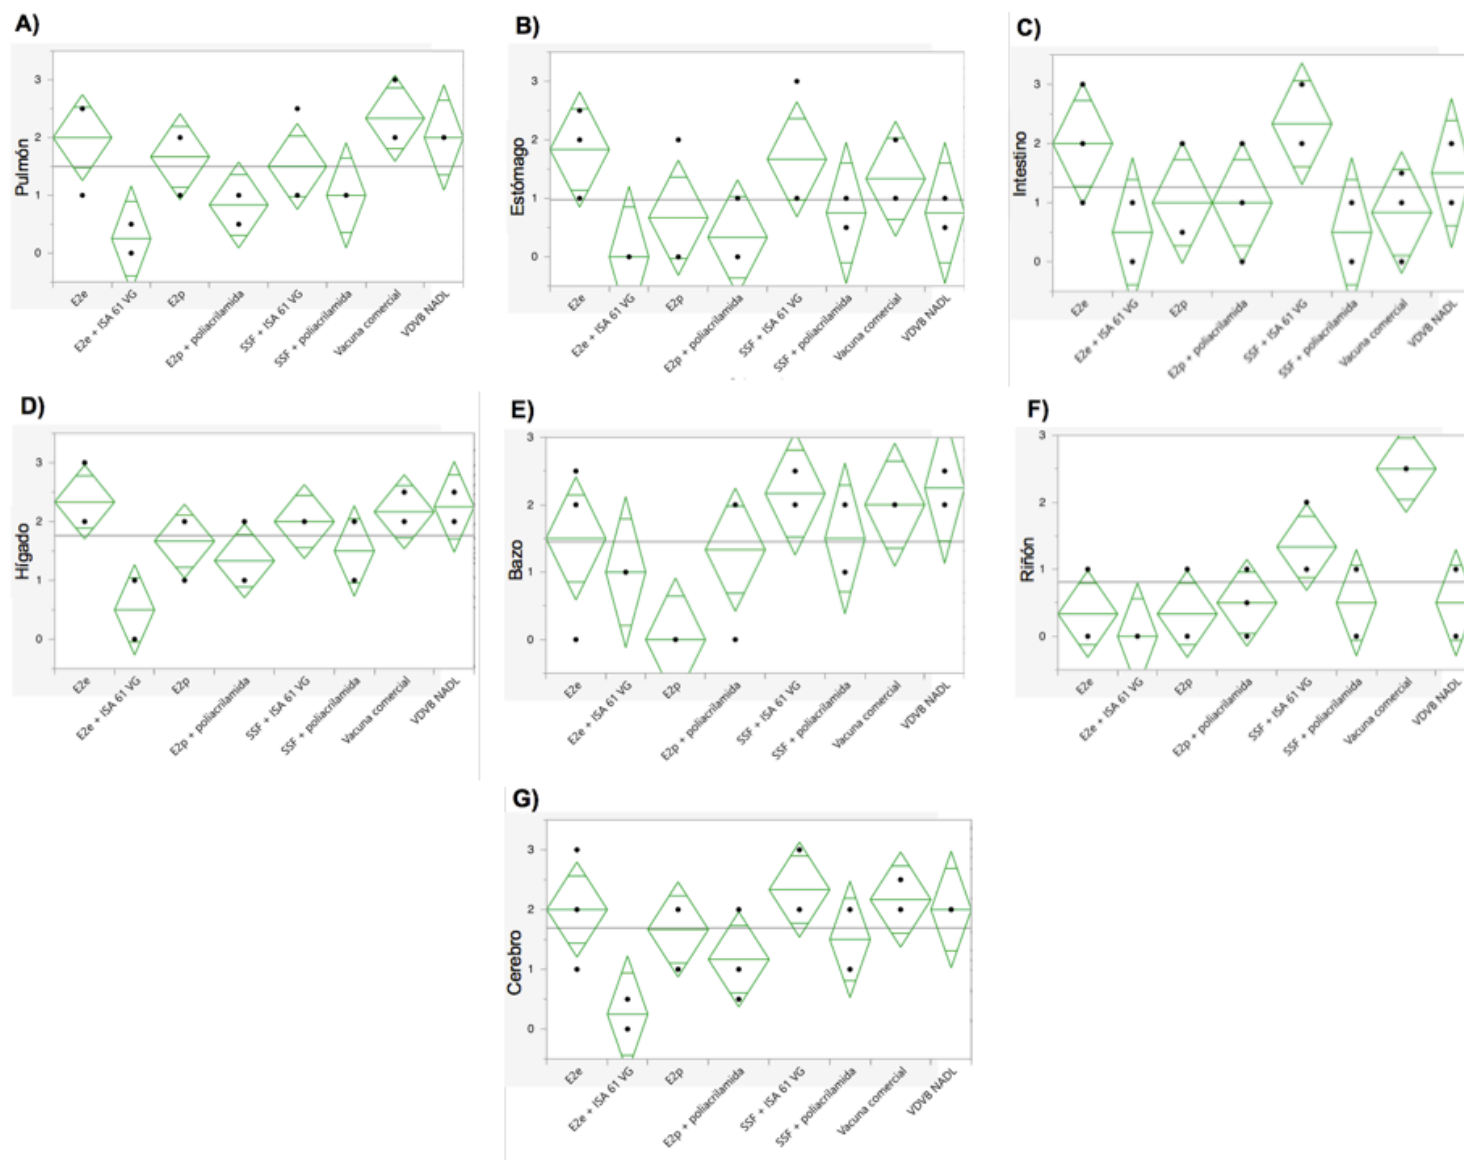 A)
Pulmón
3
2
1
0
E2e
E2e + ISA 61 VG
E2p
E2p + poliacrilamida
SSF + ISA 61 VG
SSF + poliacrilamida
Vacuna comercial
VDVB NADL
B)
Estómago
3
2
1
0
E2e
E2e + ISA 61 VG
E2p
E2p + poliacrilamida
SSF + ISA 61 VG
SSF + poliacrilamida
Vacuna comercial
VDVB NADL
C)
Intestino
3
2
1
0
E2e
E2e + ISA 61 VG
E2p
E2p + poliacrilamida
SSF + ISA 61 VG
SSF + poliacrilamida
Vacuna comercial
VDVB NADL
D)
Hígado
3
2
1
0
E2e
E2e + ISA 61 VG
E2p
E2p + poliacrilamida
SSF + ISA 61 VG
SSF + poliacrilamida
Vacuna comercial
VDVB NADL
E)
Bazo
3
2
1
0
E2e
E2e + ISA 61 VG
E2p
E2p + poliacrilamida
SSF + ISA 61 VG
SSF + poliacrilamida
Vacuna comercial
VDVB NADL
F)
Riñón
3
2
1
0
E2e
E2e + ISA 61 VG
E2p
E2p + poliacrilamida
SSF + ISA 61 VG
SSF + poliacrilamida
Vacuna comercial
VDVB NADL
G)
Cerebro
3
2
1
0
E2e
E2e + ISA 61 VG
E2p
E2p + poliacrilamida
SSF + ISA 61 VG
SSF + poliacrilamida
Vacuna comercial
VDVB NADL